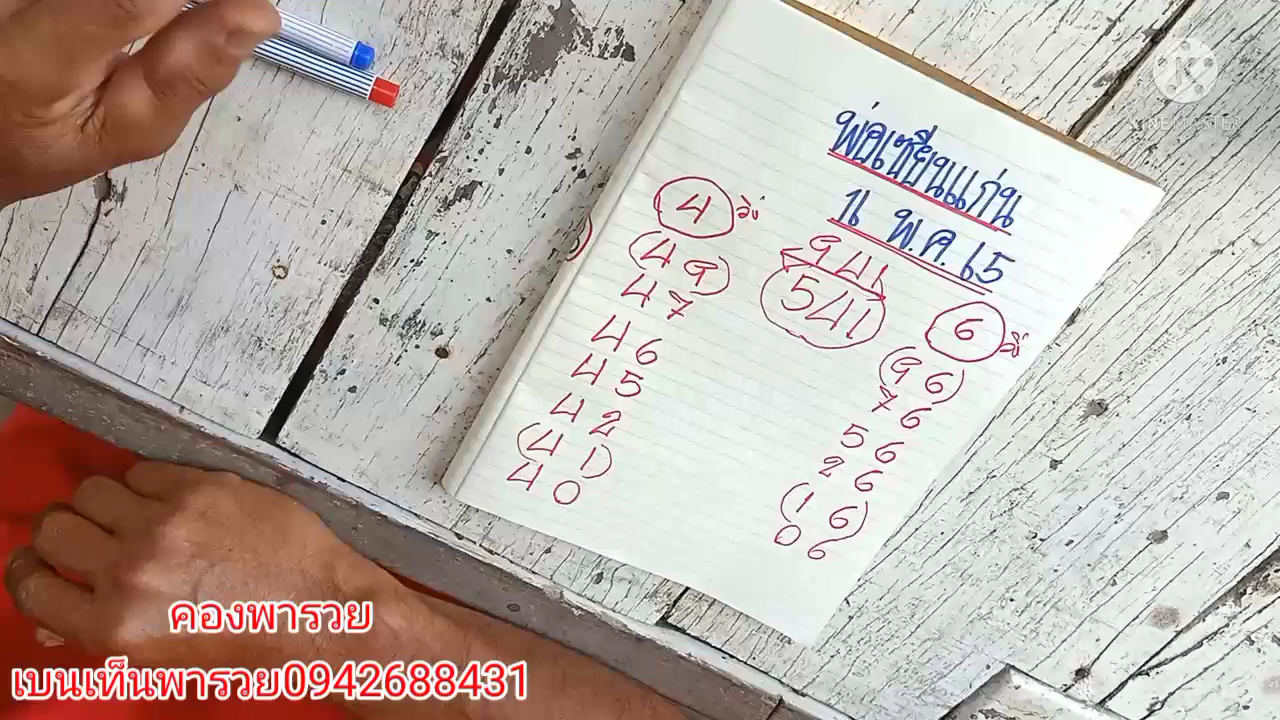 พ่อเซียนแก่น
1 พ.ค. 65
941
541
4 วิ่ง
(49)
47
46
45
42
(41)
40
6 วิ่ง
(96)
76
56
26
(16)
06
KINEMASTER
คองพารวย
เบนเท็นพารวย0942688431